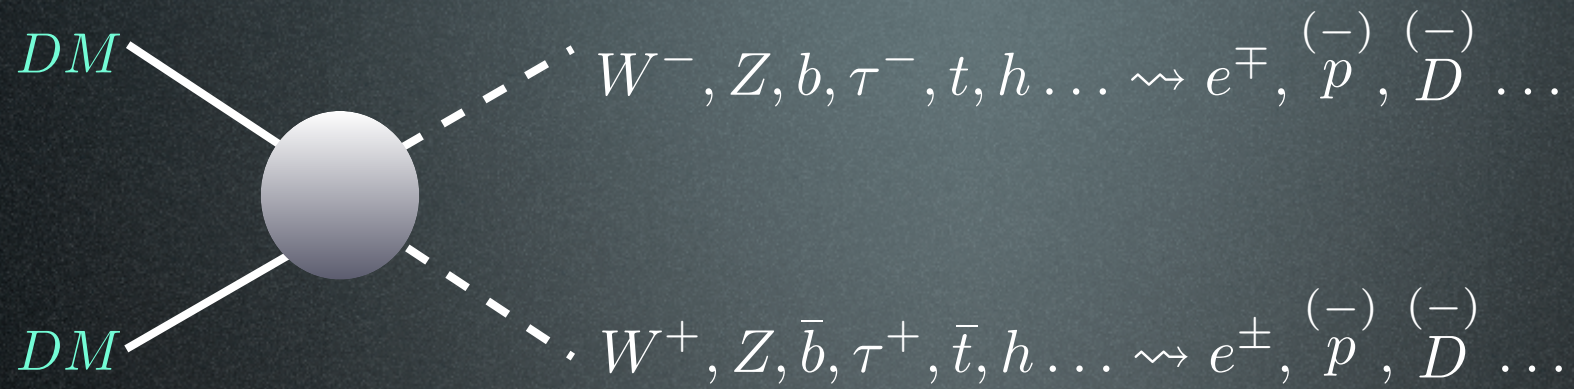 DM
W⁻, Z, b, τ⁻, t, h … ⇝ e^∓, p^(−), D^(−) …
DM
W⁺, Z, b̄, τ⁺, t̄, h … ⇝ e^±, p^(−), D^(−) …